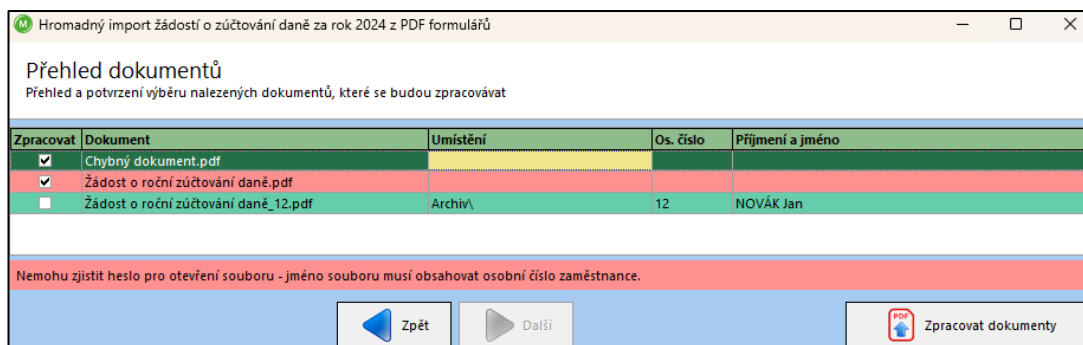 Hromadný import žádostí o zúčtování daně za rok 2024 z PDF formulářů
Přehled dokumentů
Přehled a potvrzení výběru nalezených dokumentů, které se budou zpracovávat
Zpracovat Dokument Umístění Os. číslo Příjmení a jméno
Chybný dokument.pdf
Žádost o roční zúčtování daně.pdf
Žádost o roční zúčtování daně_12.pdf Archiv\ 12 NOVÁK Jan
Nemohu zjistit heslo pro otevření souboru - jméno souboru musí obsahovat osobní číslo zaměstnance.
Zpět Další PDF Zpracovat dokumenty